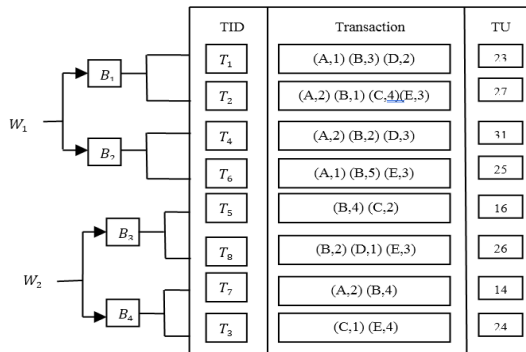 TID Transaction TU
T1 (A,1) (B,3) (D,2) 23
B1
T2 (A,2) (B,1) (C,4)(E,3) 27
W1
T4 (A,2) (B,2) (D,3) 31
B2
T6 (A,1) (B,5) (E,3) 25
T5 (B,4) (C,2) 16
B3
T8 (B,2) (D,1) (E,3) 26
W2
T7 (A,2) (B,4) 14
B4
T3 (C,1) (E,4) 24